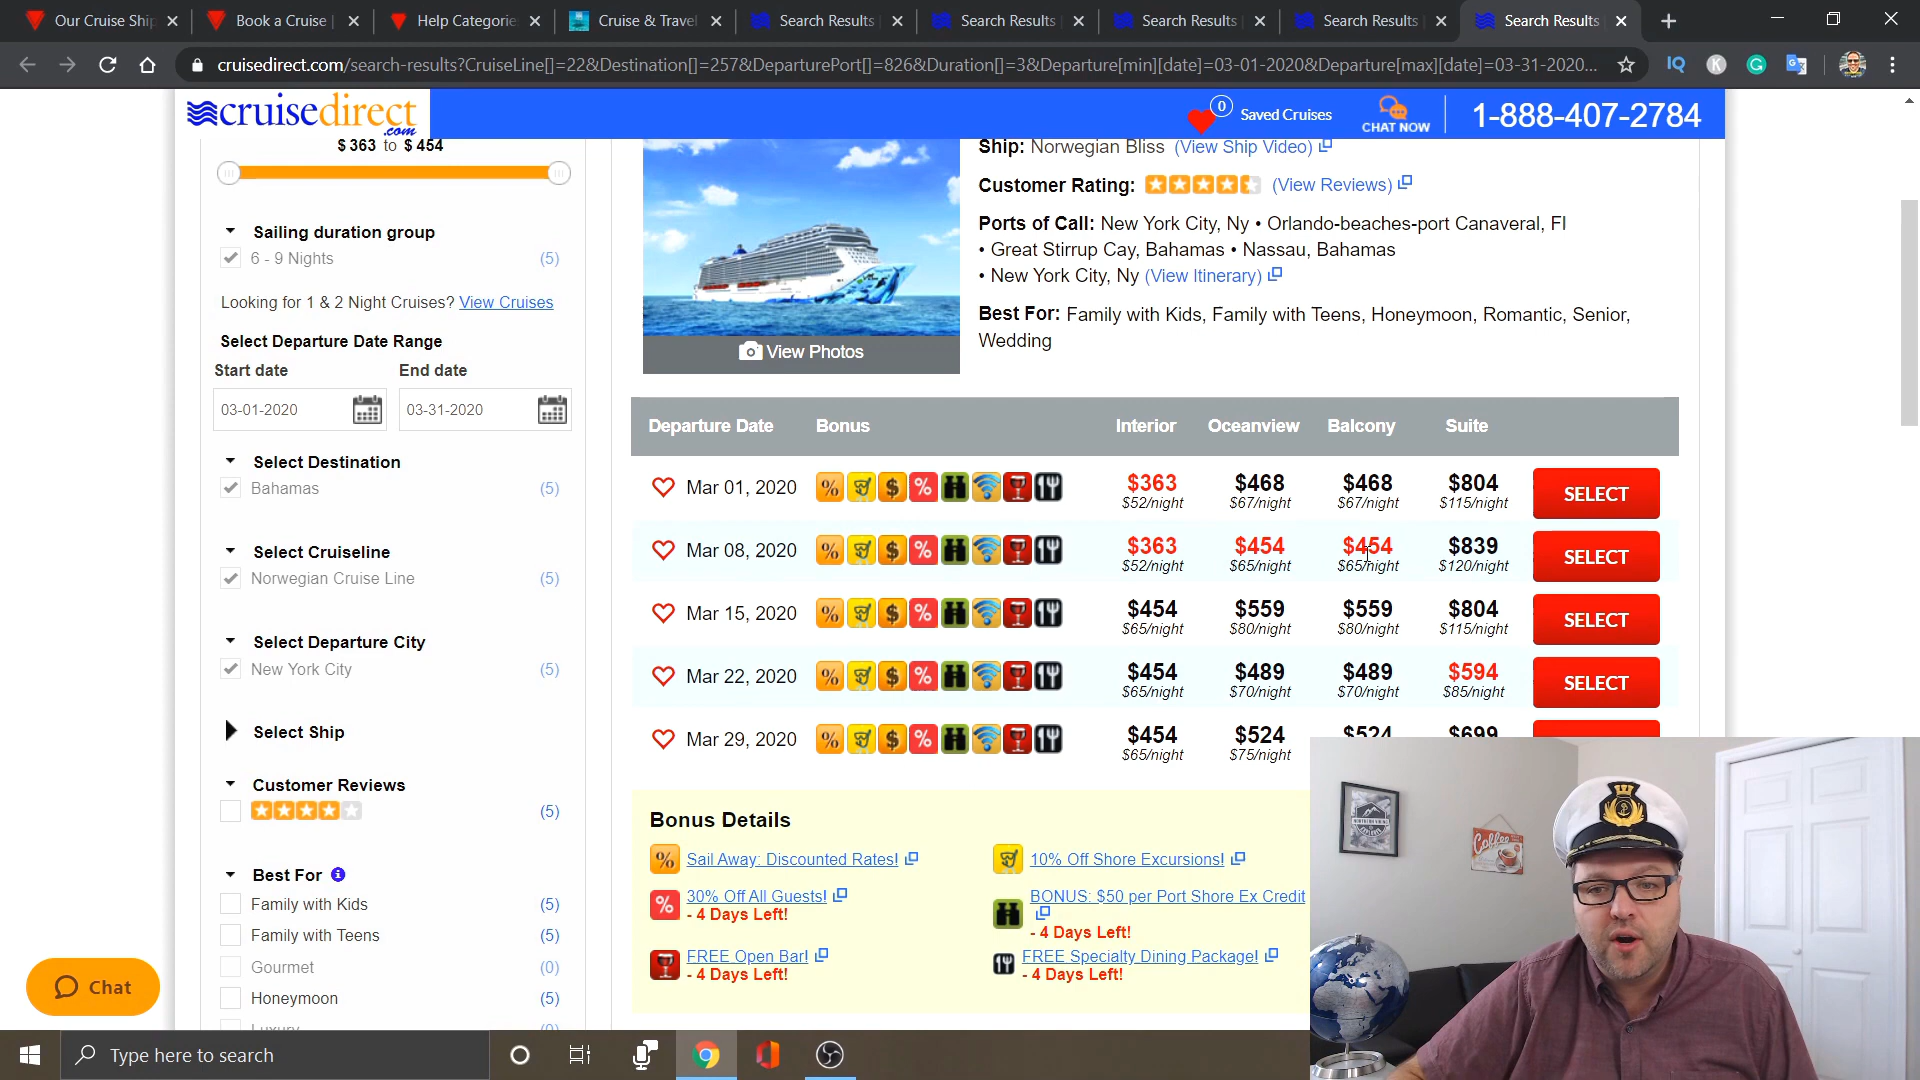 Our Cruise Ship
Book a Cruise |
Help Categorie
Cruise & Travel
Search Results |
Search Results |
Search Results |
Search Results |
Search Results
cruisedirect.com/search-results?CruiseLine[]=22&Destination[]=257&DeparturePort[]=826&Duration[]=3&Departure[min][date]=03-01-2020&Departure[max][date]=03-31-2020...
IQ
K
G
cruisedirect
.com
0
Saved Cruises
CHAT NOW
1-888-407-2784
$363 to $454
Sailing duration group
6 - 9 Nights (5)
Looking for 1 & 2 Night Cruises? View Cruises
Select Departure Date Range
Start date End date
03-01-2020 03-31-2020
Select Destination
Bahamas (5)
Select Cruiseline
Norwegian Cruise Line (5)
Select Departure City
New York City (5)
Select Ship
Customer Reviews
(5)
Best For
Family with Kids (5)
Family with Teens (5)
Gourmet (0)
Honeymoon (5)
Luxury (0)
Chat
View Photos
Ship: Norwegian Bliss (View Ship Video)
Customer Rating: (View Reviews)
Ports of Call: New York City, Ny • Orlando-beaches-port Canaveral, Fl
• Great Stirrup Cay, Bahamas • Nassau, Bahamas
• New York City, Ny (View Itinerary)
Best For: Family with Kids, Family with Teens, Honeymoon, Romantic, Senior,
Wedding
Departure Date Bonus Interior Oceanview Balcony Suite
Mar 01, 2020 $363 $468 $468 $804 SELECT
$52/night $67/night $67/night $115/night
Mar 08, 2020 $363 $454 $454 $839 SELECT
$52/night $65/night $65/night $120/night
Mar 15, 2020 $454 $559 $559 $804 SELECT
$65/night $80/night $80/night $115/night
Mar 22, 2020 $454 $489 $489 $594 SELECT
$65/night $70/night $70/night $85/night
Mar 29, 2020 $454 $524 $524 $699
$65/night $75/night
Bonus Details
Sail Away: Discounted Rates!
10% Off Shore Excursions!
30% Off All Guests!
- 4 Days Left!
BONUS: $50 per Port Shore Ex Credit
- 4 Days Left!
FREE Open Bar!
- 4 Days Left!
FREE Specialty Dining Package!
- 4 Days Left!
Coffee
Type here to search